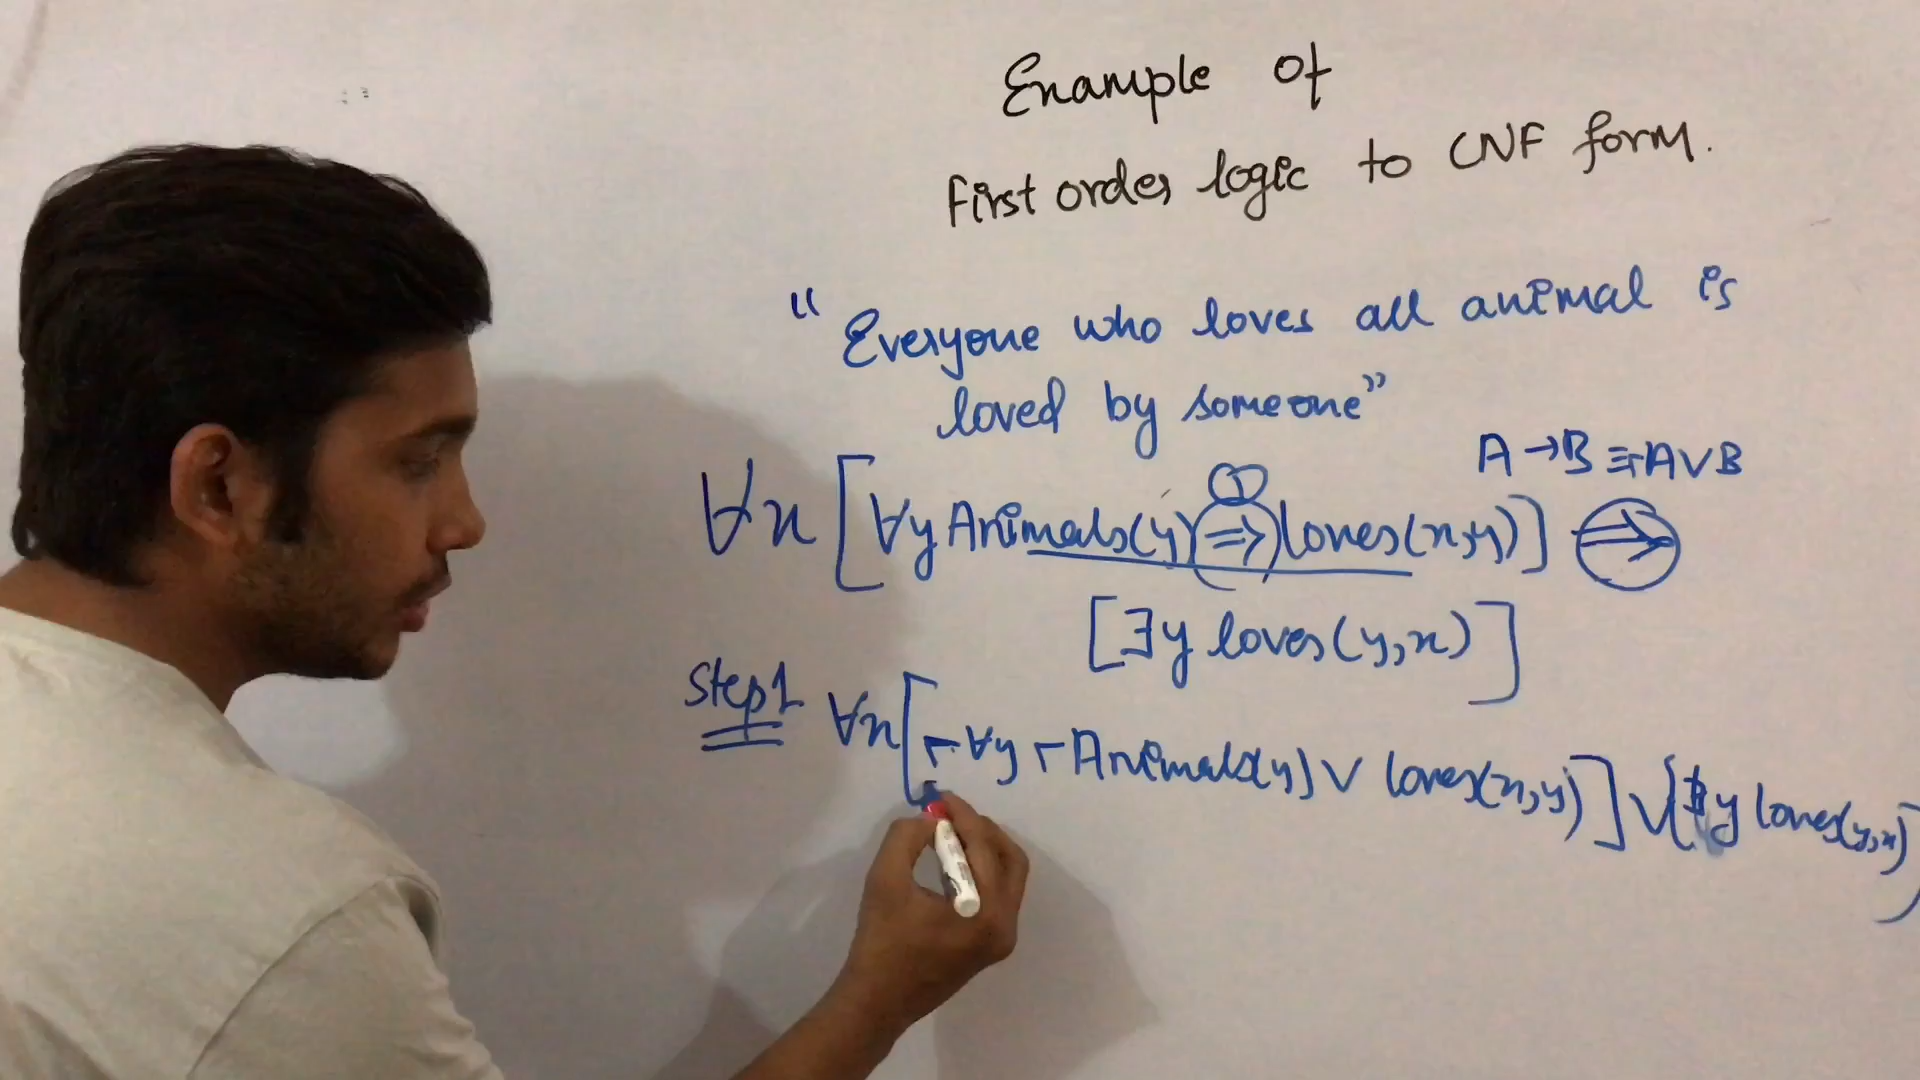 Example Of
First order logic to CNF form.
"Everyone who loves all animal is
loved by someone"
A → B ≡ ¬A ∨ B
∀x [∀y Animals(y) ⇒ loves(x,y)] ⇒
1
[∃y loves(y,x)]
Step1 ∀x[¬∀y ¬Animals(y) ∨ loves(x,y)] ∨ [∃y loves(y,x)]